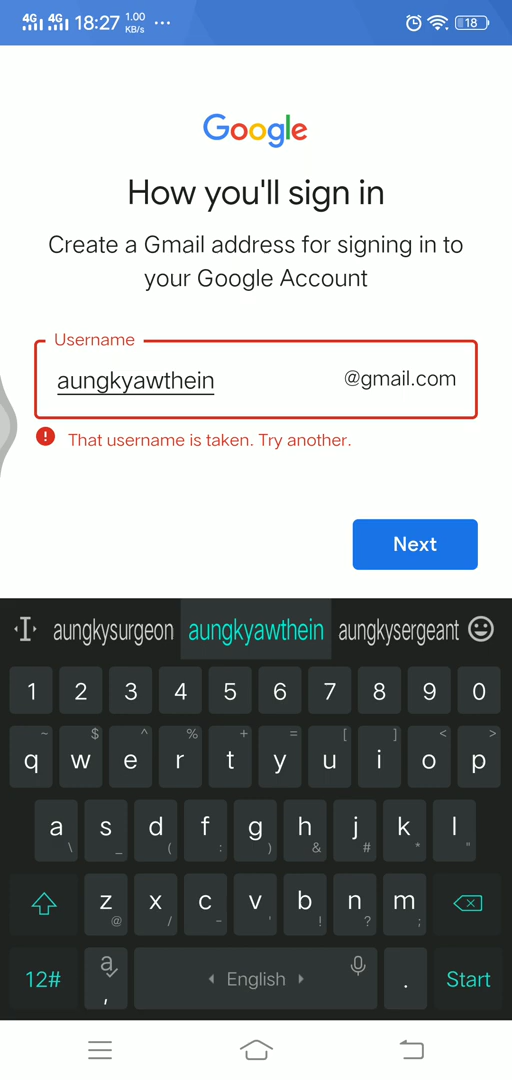 4G 4G 18:27 1.00 KB/s ... 18
Google
How you'll sign in
Create a Gmail address for signing in to
your Google Account
Username
aungkyawthein @gmail.com
! That username is taken. Try another.
Next
aungkysurgeon aungkyawthein aungkysergeant
1 2 3 4 5 6 7 8 9 0
~ $ ^ % + = [ ] < >
q w e r t y u i o p
a s d f g h j k l
\ _ ( : ) & # * "
z x c v b n m
@ / - ' ! ? ;
12# a , English . Start